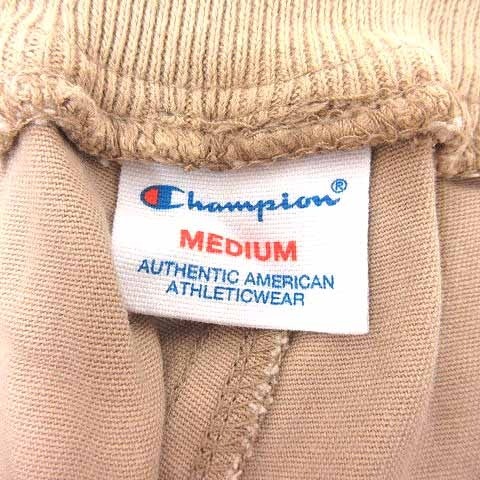 Champion®
MEDIUM
AUTHENTIC AMERICAN
ATHLETICWEAR